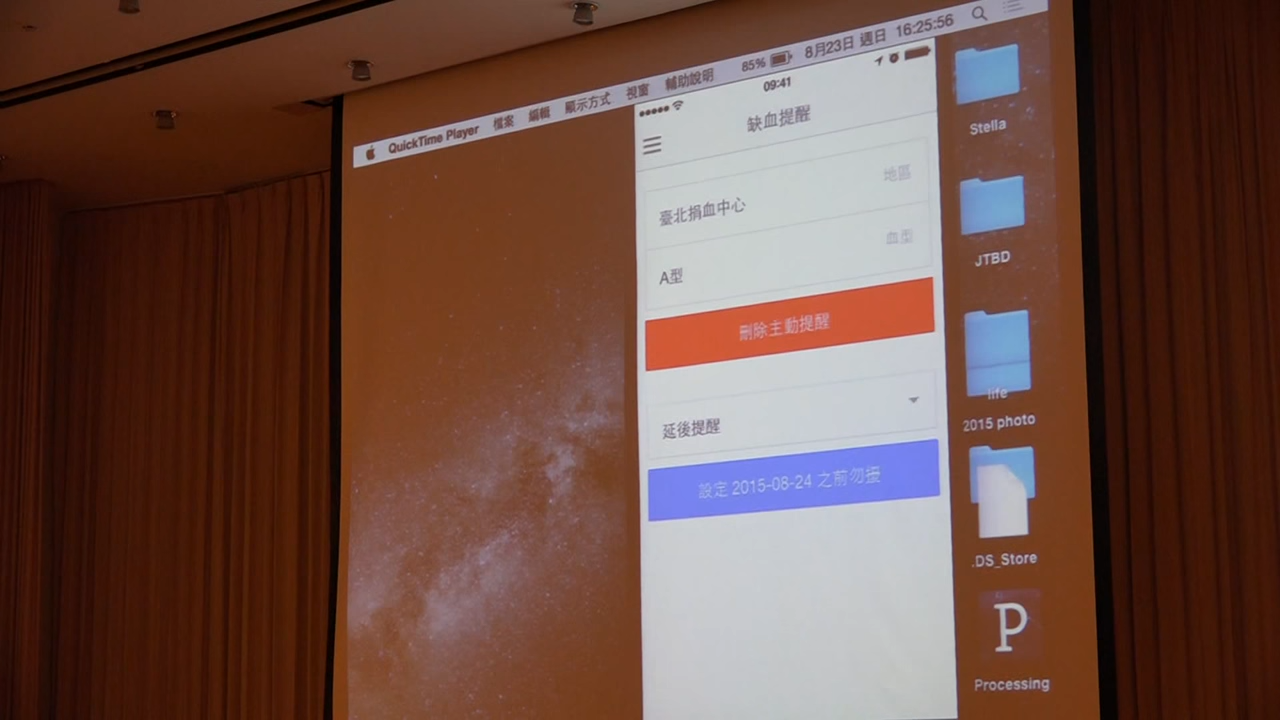 QuickTime Player 檔案 編輯 顯示方式 視窗 輔助說明 85% 8月23日 週日 16:25:56
09:41
缺血提醒
地區
臺北捐血中心
血型
A型
刪除主動提醒
延後提醒
設定 2015-08-24 之前勿擾
Stella
JTBD
life
2015 photo
.DS_Store
P
Processing